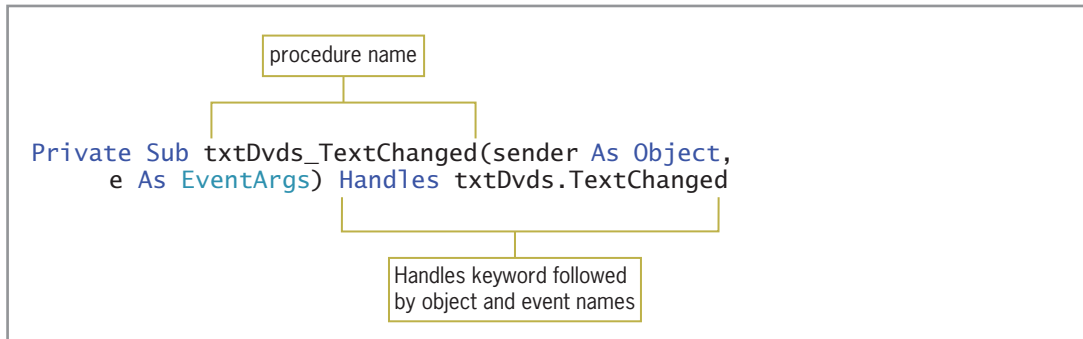 procedure name
Private Sub txtDvds_TextChanged(sender As Object,
e As EventArgs) Handles txtDvds.TextChanged
Handles keyword followed
by object and event names